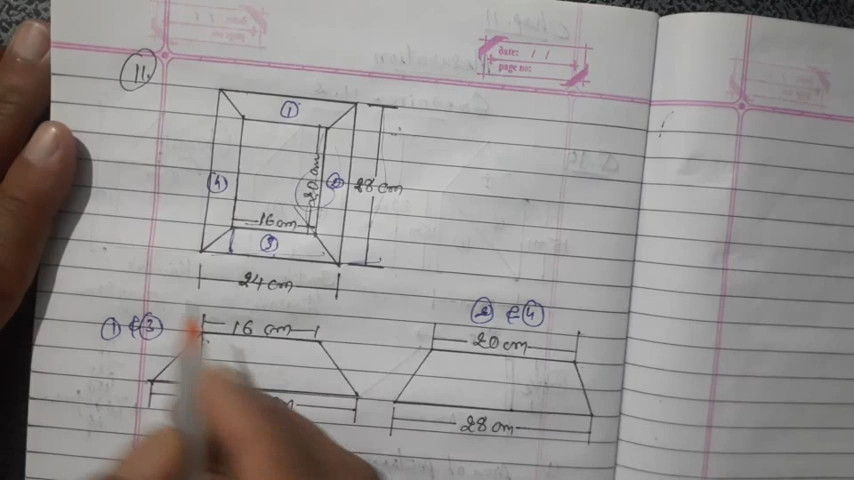 date: / /
page no:
11.
①
④
20 cm
②
28 cm
16 cm
③
24 cm
① & ③
16 cm
② & ④
20 cm
cm
28 cm